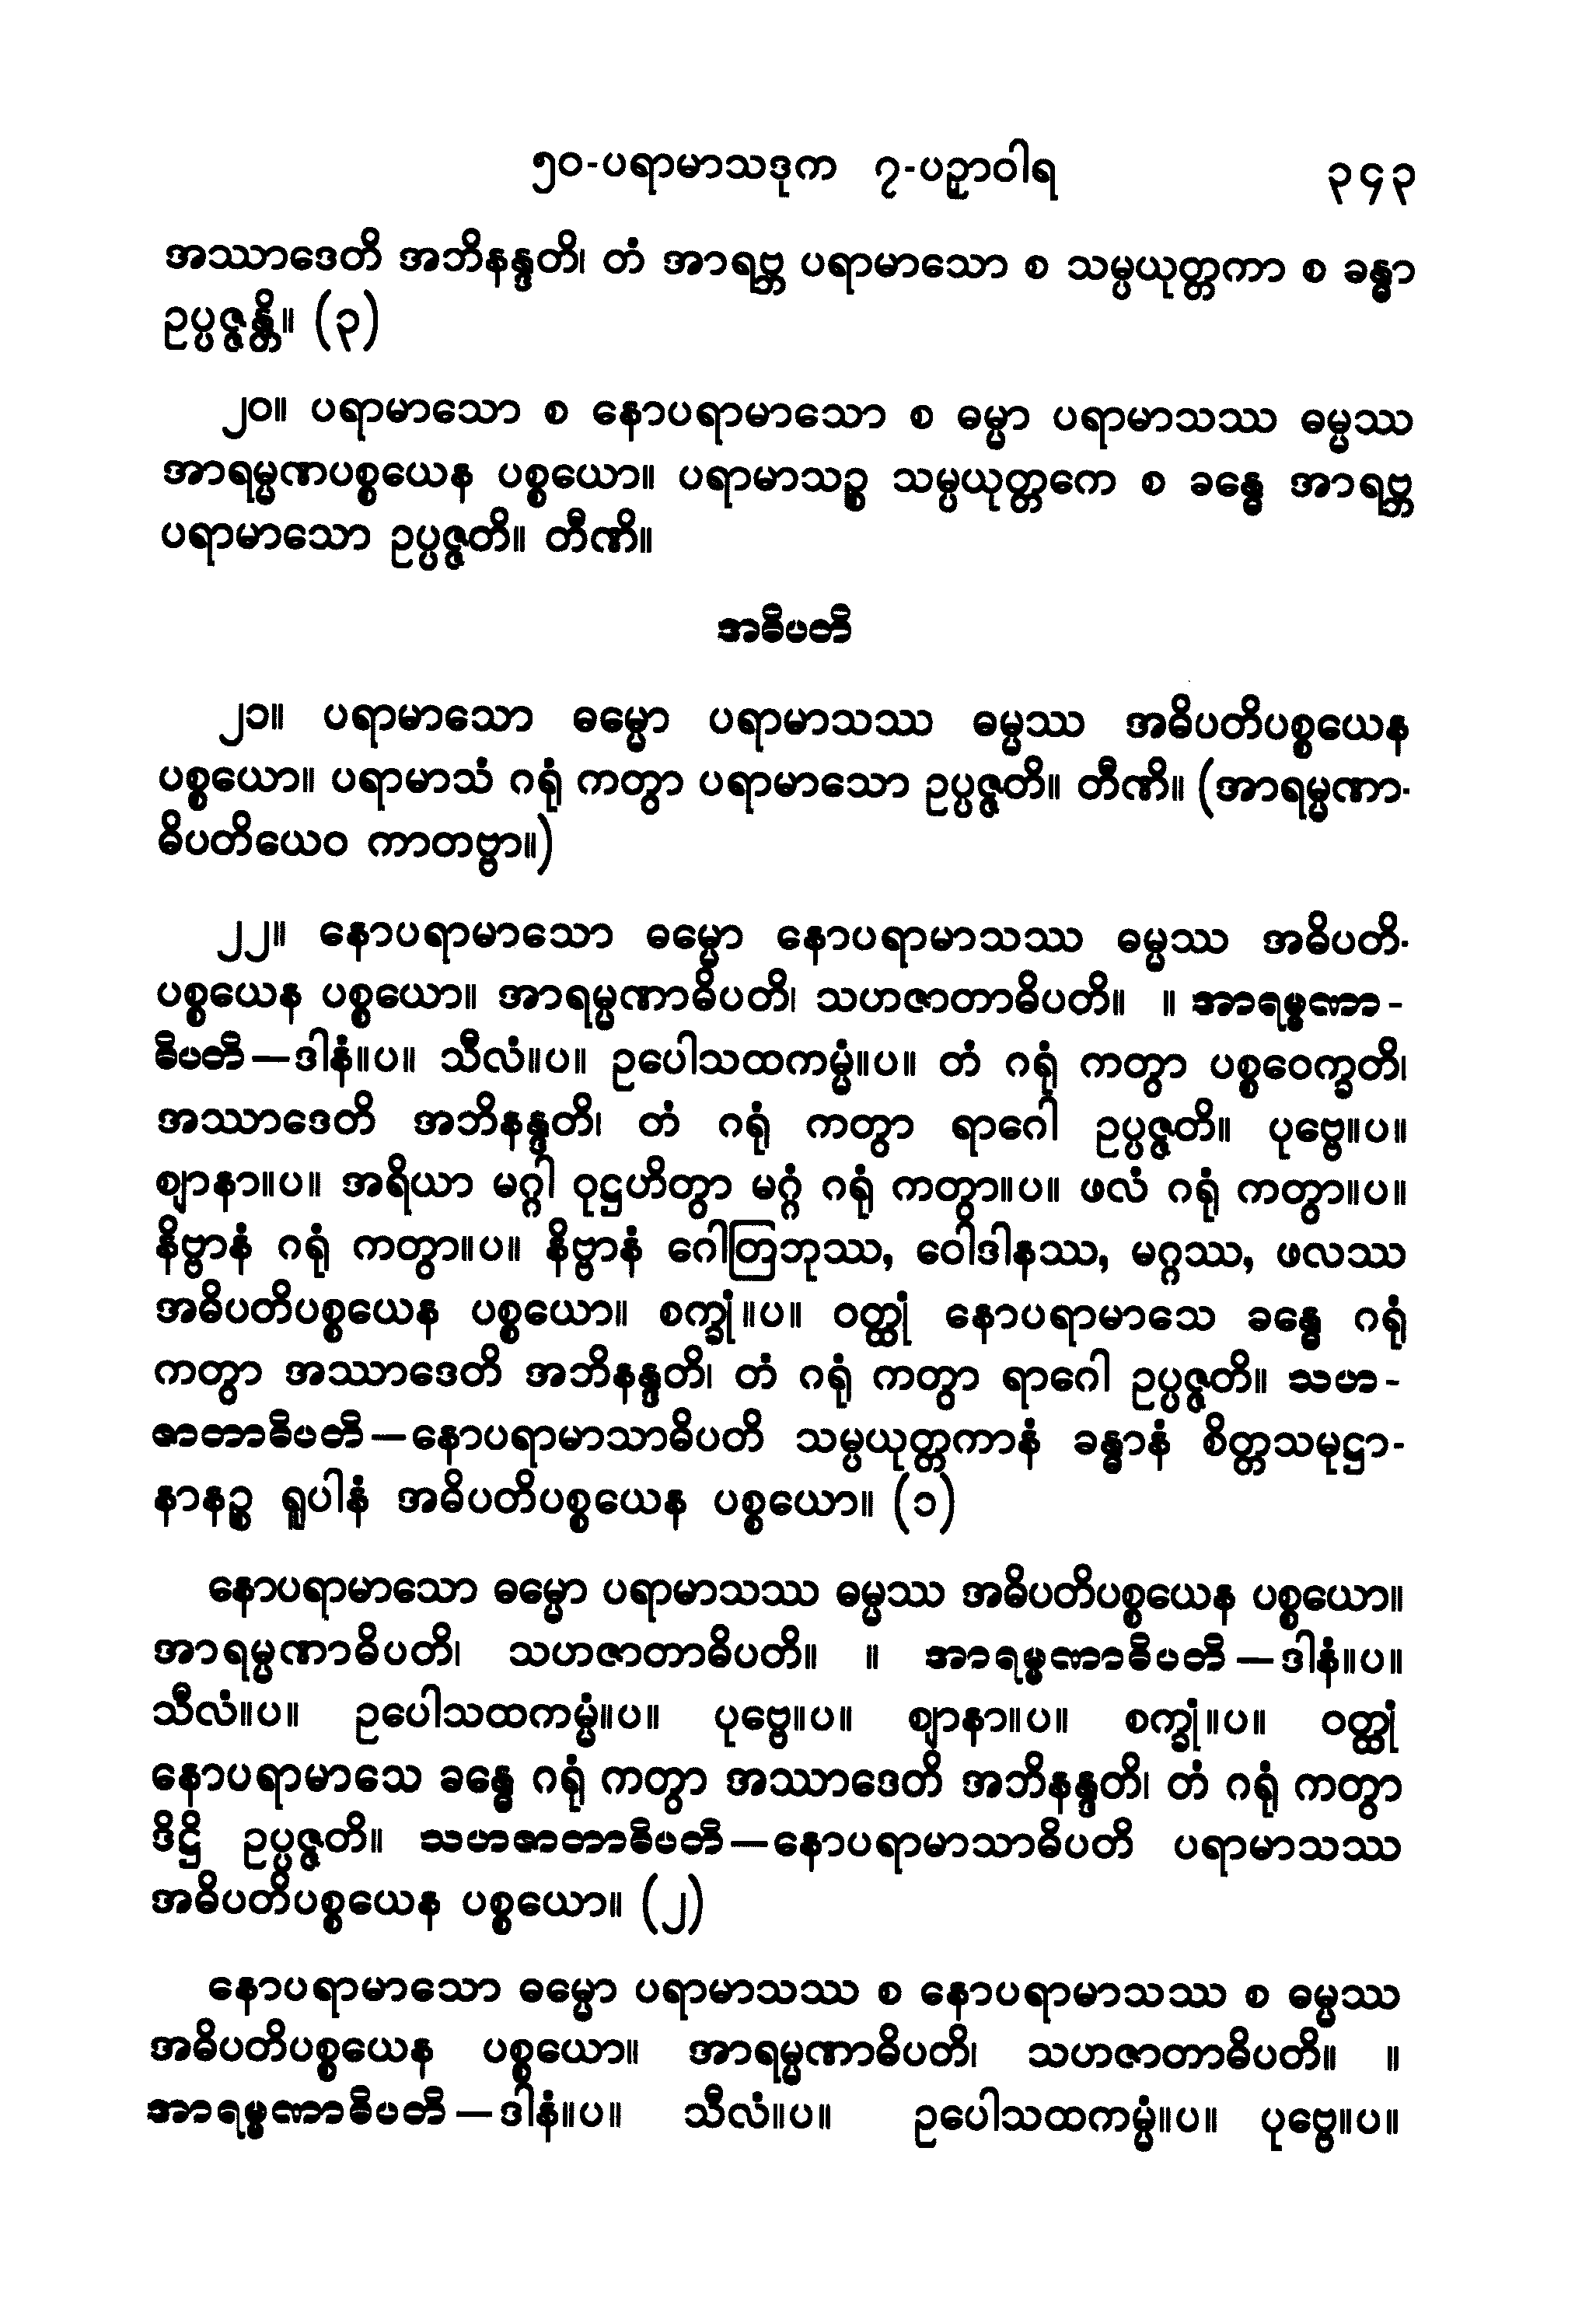 ၅၀-ပရာမာသဒုက ၇-ပဉှာဝါရ ၃၄၃
အဿာဒေတိ အဘိနန္ဒတိ၊ တံ အာရဗ္ဘ ပရာမာသော စ သမ္ပယုတ္တကာ စ ခန္ဓာ
ဥပ္ပဇ္ဇန္တိ။ (၃)
၂၀။ ပရာမာသော စ နောပရာမာသော စ ဓမ္မာ ပရာမာသဿ ဓမ္မဿ
အာရမ္မဏပစ္စယေန ပစ္စယော။ ပရာမာသဉ္စ သမ္ပယုတ္တကေ စ ခန္ဓေ အာရဗ္ဘ
ပရာမာသော ဥပ္ပဇ္ဇတိ။ တီဏိ။
အဓိပတိ
၂၁။ ပရာမာသော ဓမ္မော ပရာမာသဿ ဓမ္မဿ အဓိပတိပစ္စယေန
ပစ္စယော။ ပရာမာသံ ဂရုံ ကတွာ ပရာမာသော ဥပ္ပဇ္ဇတိ။ တီဏိ။ (အာရမ္မဏာ-
ဓိပတိယေဝ ကာတဗ္ဗာ။)
၂၂။ နောပရာမာသော ဓမ္မော နောပရာမာသဿ ဓမ္မဿ အဓိပတိ-
ပစ္စယေန ပစ္စယော။ အာရမ္မဏာဓိပတိ၊ သဟဇာတာဓိပတိ။ ။ အာရမ္မဏာ-
ဓိပတိ—ဒါနံ။ပ။ သီလံ။ပ။ ဥပေါသထကမ္မံ။ပ။ တံ ဂရုံ ကတွာ ပစ္စဝေက္ခတိ၊
အဿာဒေတိ အဘိနန္ဒတိ၊ တံ ဂရုံ ကတွာ ရာဂေါ ဥပ္ပဇ္ဇတိ။ ပုဗ္ဗေ။ပ။
ဈာနာ။ပ။ အရိယာ မဂ္ဂါ ဝုဋ္ဌဟိတွာ မဂ္ဂံ ဂရုံ ကတွာ။ပ။ ဖလံ ဂရုံ ကတွာ။ပ။
နိဗ္ဗာနံ ဂရုံ ကတွာ။ပ။ နိဗ္ဗာနံ ဂေါတြဘုဿ, ဝေါဒါနဿ, မဂ္ဂဿ, ဖလဿ
အဓိပတိပစ္စယေန ပစ္စယော။ စက္ခုံ။ပ။ ဝတ္ထုံ နောပရာမာသေ ခန္ဓေ ဂရုံ
ကတွာ အဿာဒေတိ အဘိနန္ဒတိ၊ တံ ဂရုံ ကတွာ ရာဂေါ ဥပ္ပဇ္ဇတိ။ သဟ-
ဇာတာဓိပတိ—နောပရာမာသာဓိပတိ သမ္ပယုတ္တကာနံ ခန္ဓာနံ စိတ္တသမုဋ္ဌာ-
နာနဉ္စ ရူပါနံ အဓိပတိပစ္စယေန ပစ္စယော။ (၁)
နောပရာမာသော ဓမ္မော ပရာမာသဿ ဓမ္မဿ အဓိပတိပစ္စယေန ပစ္စယော။
အာရမ္မဏာဓိပတိ၊ သဟဇာတာဓိပတိ။ ။ အာရမ္မဏာဓိပတိ—ဒါနံ။ပ။
သီလံ။ပ။ ဥပေါသထကမ္မံ။ပ။ ပုဗ္ဗေ။ပ။ ဈာနာ။ပ။ စက္ခုံ။ပ။ ဝတ္ထုံ
နောပရာမာသေ ခန္ဓေ ဂရုံ ကတွာ အဿာဒေတိ အဘိနန္ဒတိ၊ တံ ဂရုံ ကတွာ
ဒိဋ္ဌိ ဥပ္ပဇ္ဇတိ။ သဟဇာတာဓိပတိ—နောပရာမာသာဓိပတိ ပရာမာသဿ
အဓိပတိပစ္စယေန ပစ္စယော။ (၂)
နောပရာမာသော ဓမ္မော ပရာမာသဿ စ နောပရာမာသဿ စ ဓမ္မဿ
အဓိပတိပစ္စယေန ပစ္စယော။ အာရမ္မဏာဓိပတိ၊ သဟဇာတာဓိပတိ။ ။
အာရမ္မဏာဓိပတိ—ဒါနံ။ပ။ သီလံ။ပ။ ဥပေါသထကမ္မံ။ပ။ ပုဗ္ဗေ။ပ။